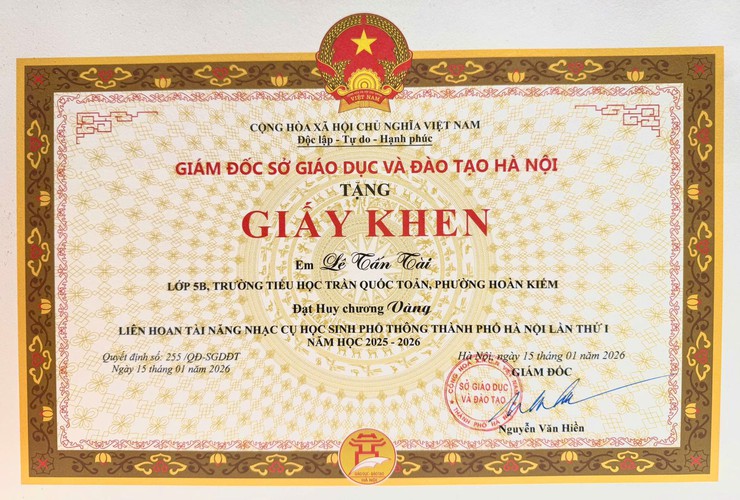 VIỆT NAM
CỘNG HÒA XÃ HỘI CHỦ NGHĨA VIỆT NAM
Độc lập - Tự do - Hạnh phúc
GIÁM ĐỐC SỞ GIÁO DỤC VÀ ĐÀO TẠO HÀ NỘI
TẶNG
GIẤY KHEN
Em Lê Tấn Tài
LỚP 5B, TRƯỜNG TIỂU HỌC TRẦN QUỐC TOẢN, PHƯỜNG HOÀN KIẾM
Đạt Huy chương Vàng
LIÊN HOAN TÀI NĂNG NHẠC CỤ HỌC SINH PHỔ THÔNG THÀNH PHỐ HÀ NỘI LẦN THỨ I
NĂM HỌC 2025 - 2026
Quyết định số: 255 /QĐ-SGDĐT
Ngày 15 tháng 01 năm 2026
Hà Nội, ngày 15 tháng 01 năm 2026
GIÁM ĐỐC
SỞ GIÁO DỤC
VÀ ĐÀO TẠO
THÀNH PHỐ HÀ
Nguyễn Văn Hiền
HÀ NỘI